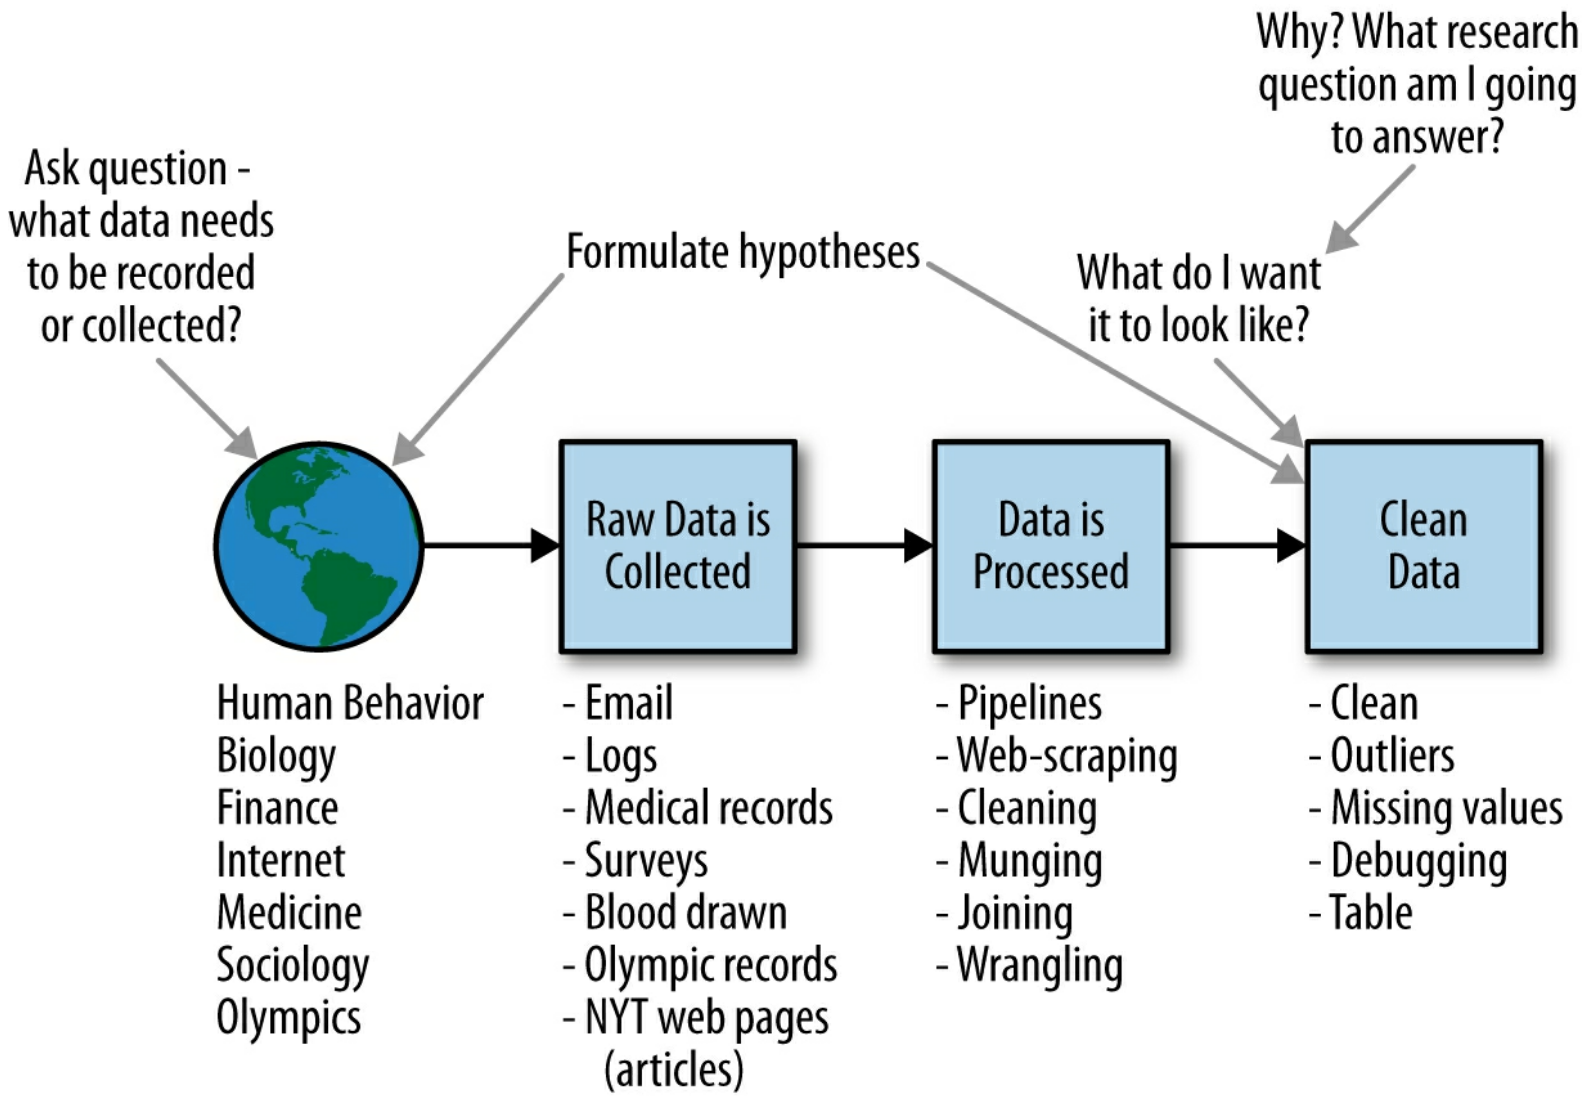 Why? What research
question am I going
to answer?
Ask question -
what data needs
to be recorded
or collected?
Formulate hypotheses
What do I want
it to look like?
Raw Data is
Collected
Data is
Processed
Clean
Data
Human Behavior
Biology
Finance
Internet
Medicine
Sociology
Olympics
- Email
- Logs
- Medical records
- Surveys
- Blood drawn
- Olympic records
- NYT web pages
(articles)
- Pipelines
- Web-scraping
- Cleaning
- Munging
- Joining
- Wrangling
- Clean
- Outliers
- Missing values
- Debugging
- Table